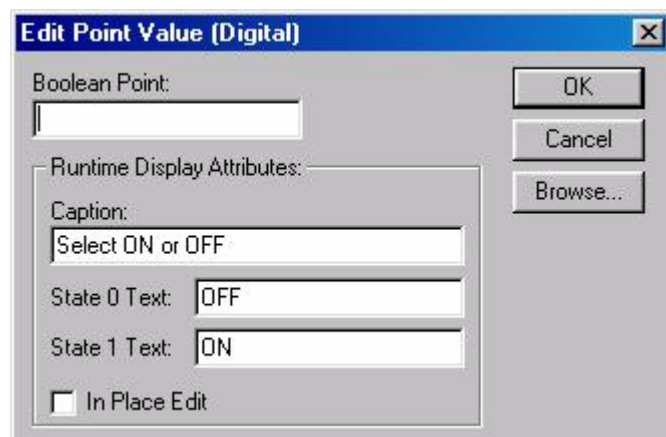 Edit Point Value (Digital)
Boolean Point:
OK
Cancel
Browse...
Runtime Display Attributes:
Caption:
Select ON or OFF
State 0 Text: OFF
State 1 Text: ON
In Place Edit